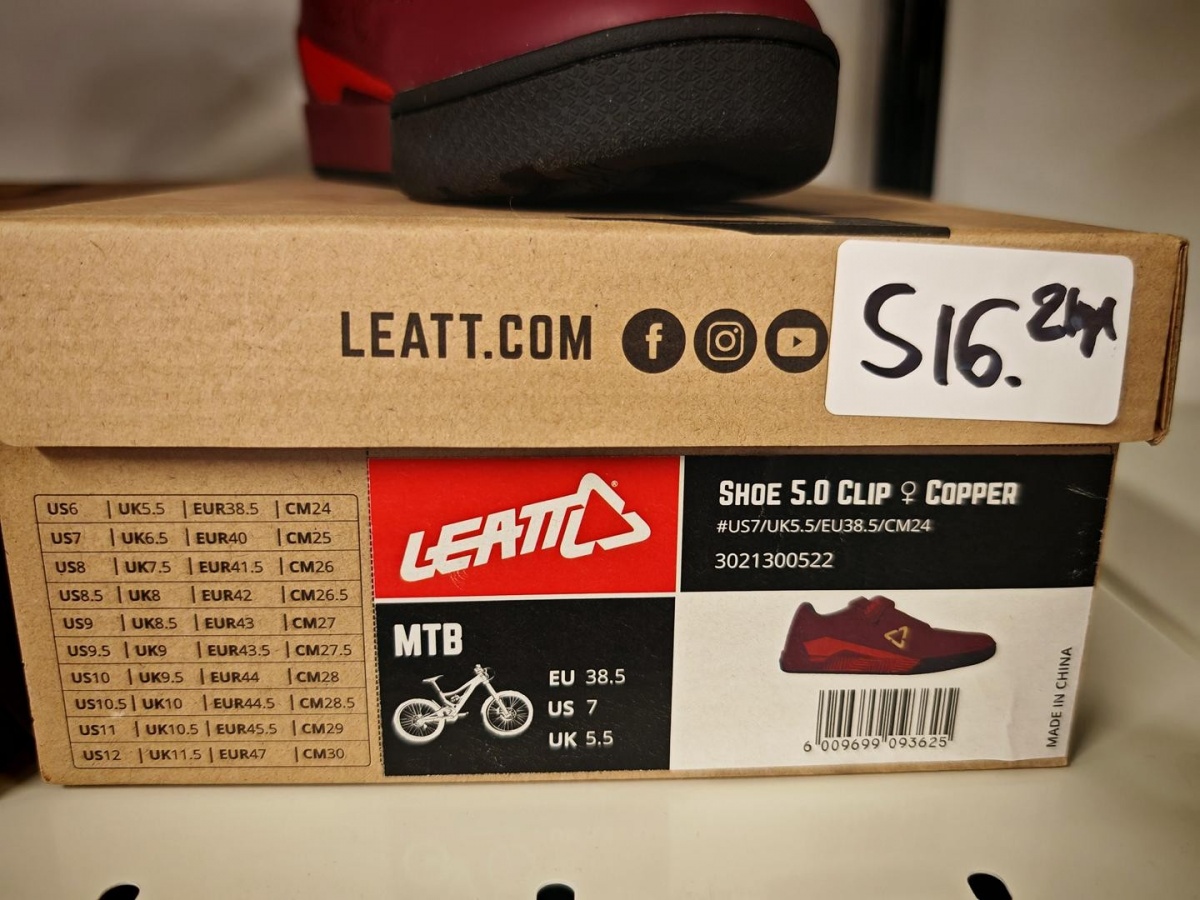 LEATT.COM
S16.
US6 | UK5.5 | EUR38.5 | CM24
US7 | UK6.5 | EUR40 | CM25
US8 | UK7.5 | EUR41.5 | CM26
US8.5 | UK8 | EUR42 | CM26.5
US9 | UK8.5 | EUR43 | CM27
US9.5 | UK9 | EUR43.5 | CM27.5
US10 | UK9.5 | EUR44 | CM28
US10.5 | UK10 | EUR44.5 | CM28.5
US11 | UK10.5 | EUR45.5 | CM29
US12 | UK11.5 | EUR47 | CM30
LEATT
MTB
EU 38.5
US 7
UK 5.5
SHOE 5.0 CLIP ♀ COPPER
#US7/UK5.5/EU38.5/CM24
3021300522
6 009699 093625
MADE IN CHINA